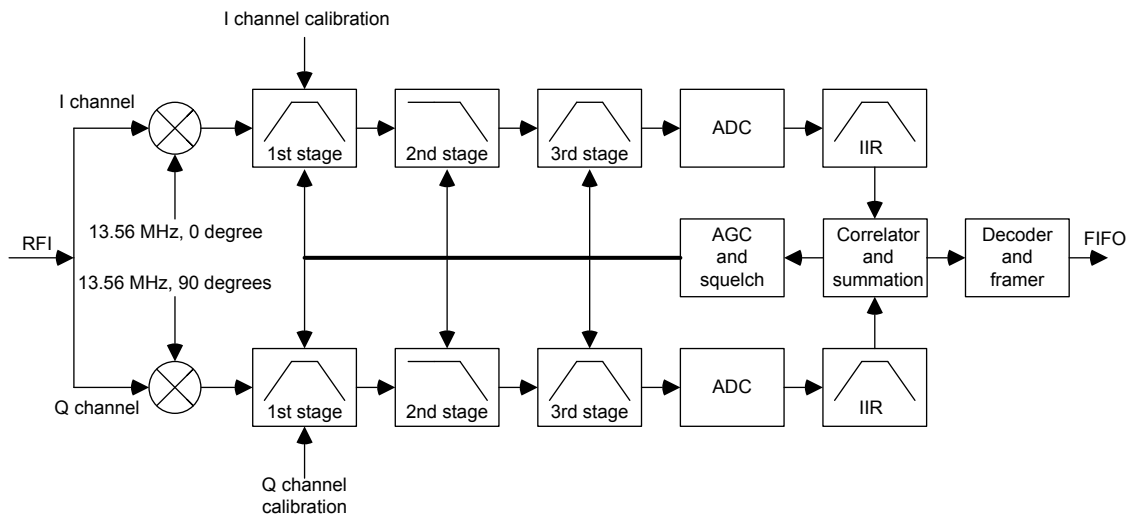 I channel calibration
I channel
1st stage
2nd stage
3rd stage
ADC
IIR
13.56 MHz, 0 degree
RFI
13.56 MHz, 90 degrees
AGC
and
squelch
Correlator
and
summation
Decoder
and
framer
FIFO
Q channel
1st stage
2nd stage
3rd stage
ADC
IIR
Q channel
calibration